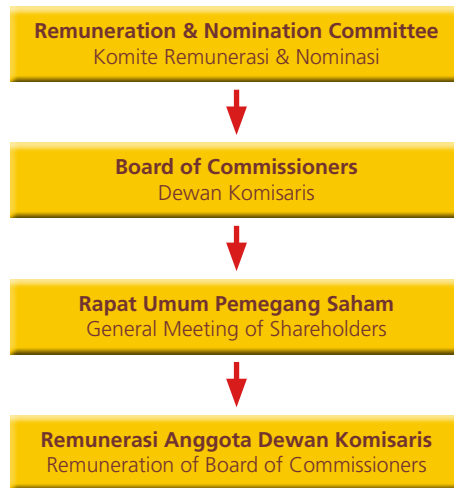 Remuneration & Nomination Committee
Komite Remunerasi & Nominasi
Board of Commissioners
Dewan Komisaris
Rapat Umum Pemegang Saham
General Meeting of Shareholders
Remunerasi Anggota Dewan Komisaris
Remuneration of Board of Commissioners